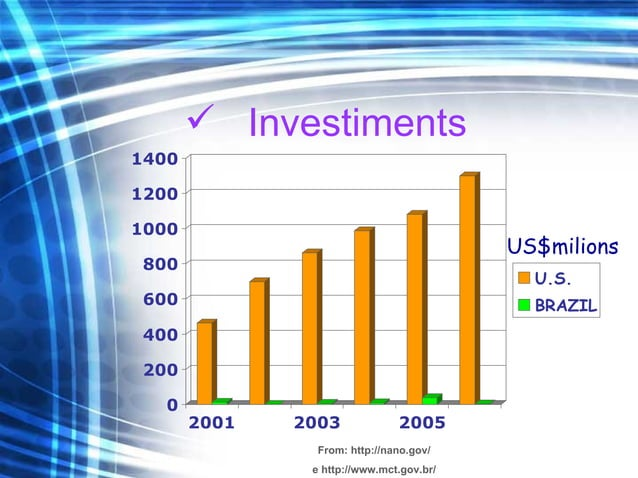 ✓ Investiments
1400
1200
1000
800
600
400
200
0
2001 2003 2005
US$milions
U.S.
BRAZIL
From: http://nano.gov/
e http://www.mct.gov.br/